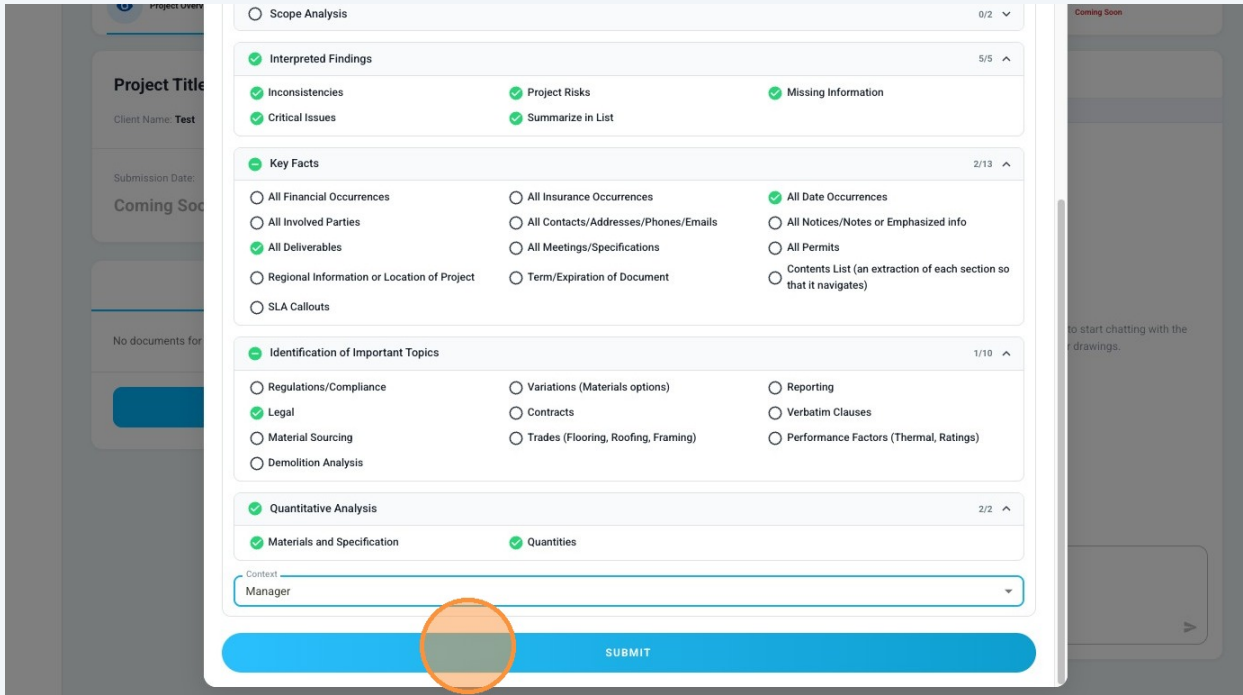 Project Overv
Scope Analysis 0/2
Coming Soon
Project Title
Client Name: Test
Submission Date:
Coming Soo
No documents for
Interpreted Findings 5/5
Inconsistencies Project Risks Missing Information
Critical Issues Summarize in List
Key Facts 2/13
All Financial Occurrences All Insurance Occurrences All Date Occurrences
All Involved Parties All Contacts/Addresses/Phones/Emails All Notices/Notes or Emphasized info
All Deliverables All Meetings/Specifications All Permits
Regional Information or Location of Project Term/Expiration of Document Contents List (an extraction of each section so
that it navigates)
SLA Callouts
to start chatting with the
r drawings.
Identification of Important Topics 1/10
Regulations/Compliance Variations (Materials options) Reporting
Legal Contracts Verbatim Clauses
Material Sourcing Trades (Flooring, Roofing, Framing) Performance Factors (Thermal, Ratings)
Demolition Analysis
Quantitative Analysis 2/2
Materials and Specification Quantities
Context
Manager
SUBMIT